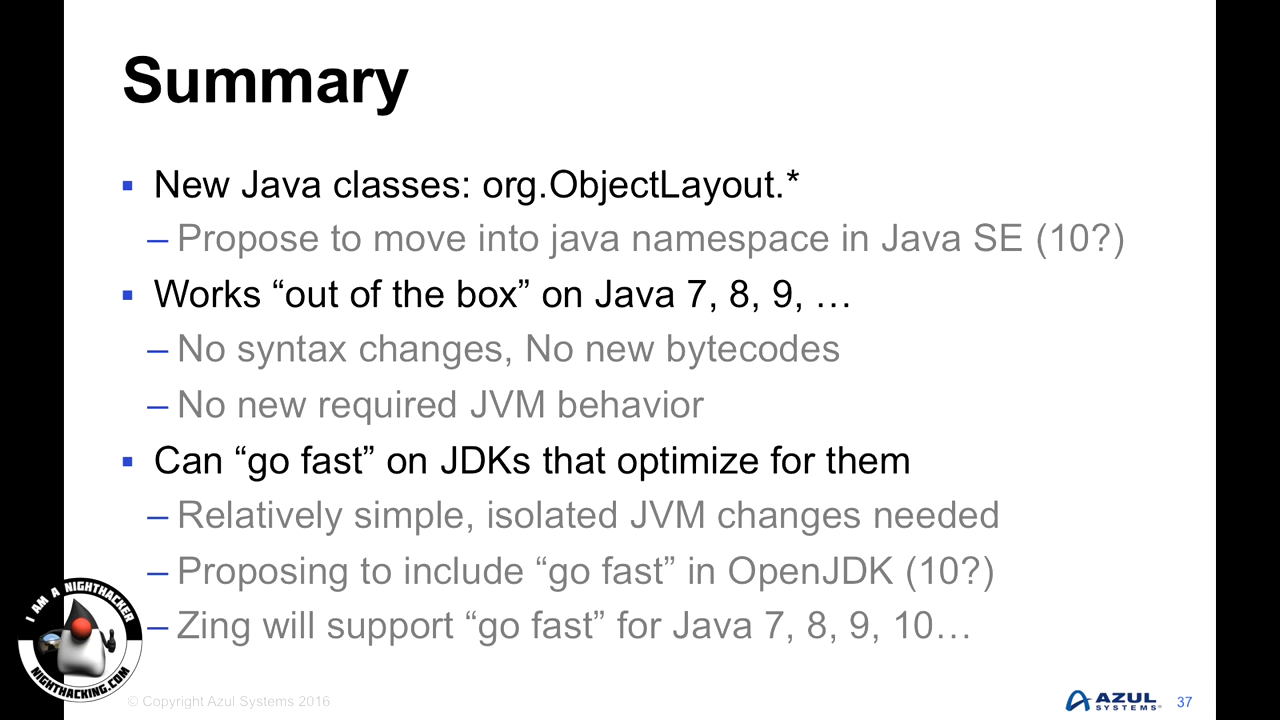 Summary
▪ New Java classes: org.ObjectLayout.*
– Propose to move into java namespace in Java SE (10?)
▪ Works “out of the box” on Java 7, 8, 9, …
– No syntax changes, No new bytecodes
– No new required JVM behavior
▪ Can “go fast” on JDKs that optimize for them
– Relatively simple, isolated JVM changes needed
– Proposing to include “go fast” in OpenJDK (10?)
– Zing will support “go fast” for Java 7, 8, 9, 10…
I AM A NIGHTHACKER
NIGHTHACKING.COM
© Copyright Azul Systems 2016
AZUL
SYSTEMS
37